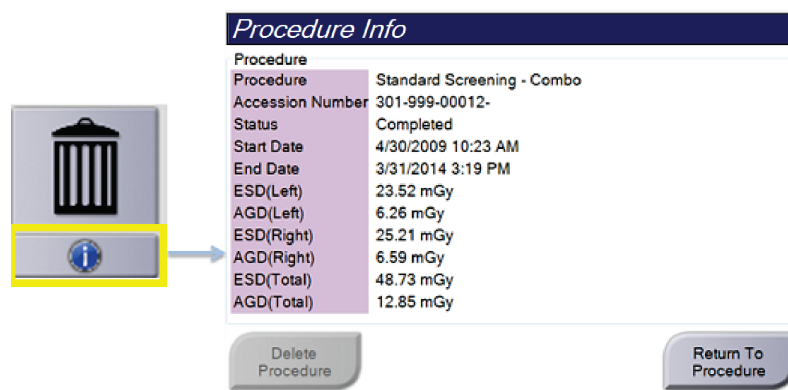 Procedure Info
Procedure
Procedure Standard Screening - Combo
Accession Number 301-999-00012-
Status Completed
Start Date 4/30/2009 10:23 AM
End Date 3/31/2014 3:19 PM
ESD(Left) 23.52 mGy
AGD(Left) 6.26 mGy
ESD(Right) 25.21 mGy
AGD(Right) 6.59 mGy
ESD(Total) 48.73 mGy
AGD(Total) 12.85 mGy
Delete
Procedure
Return To
Procedure